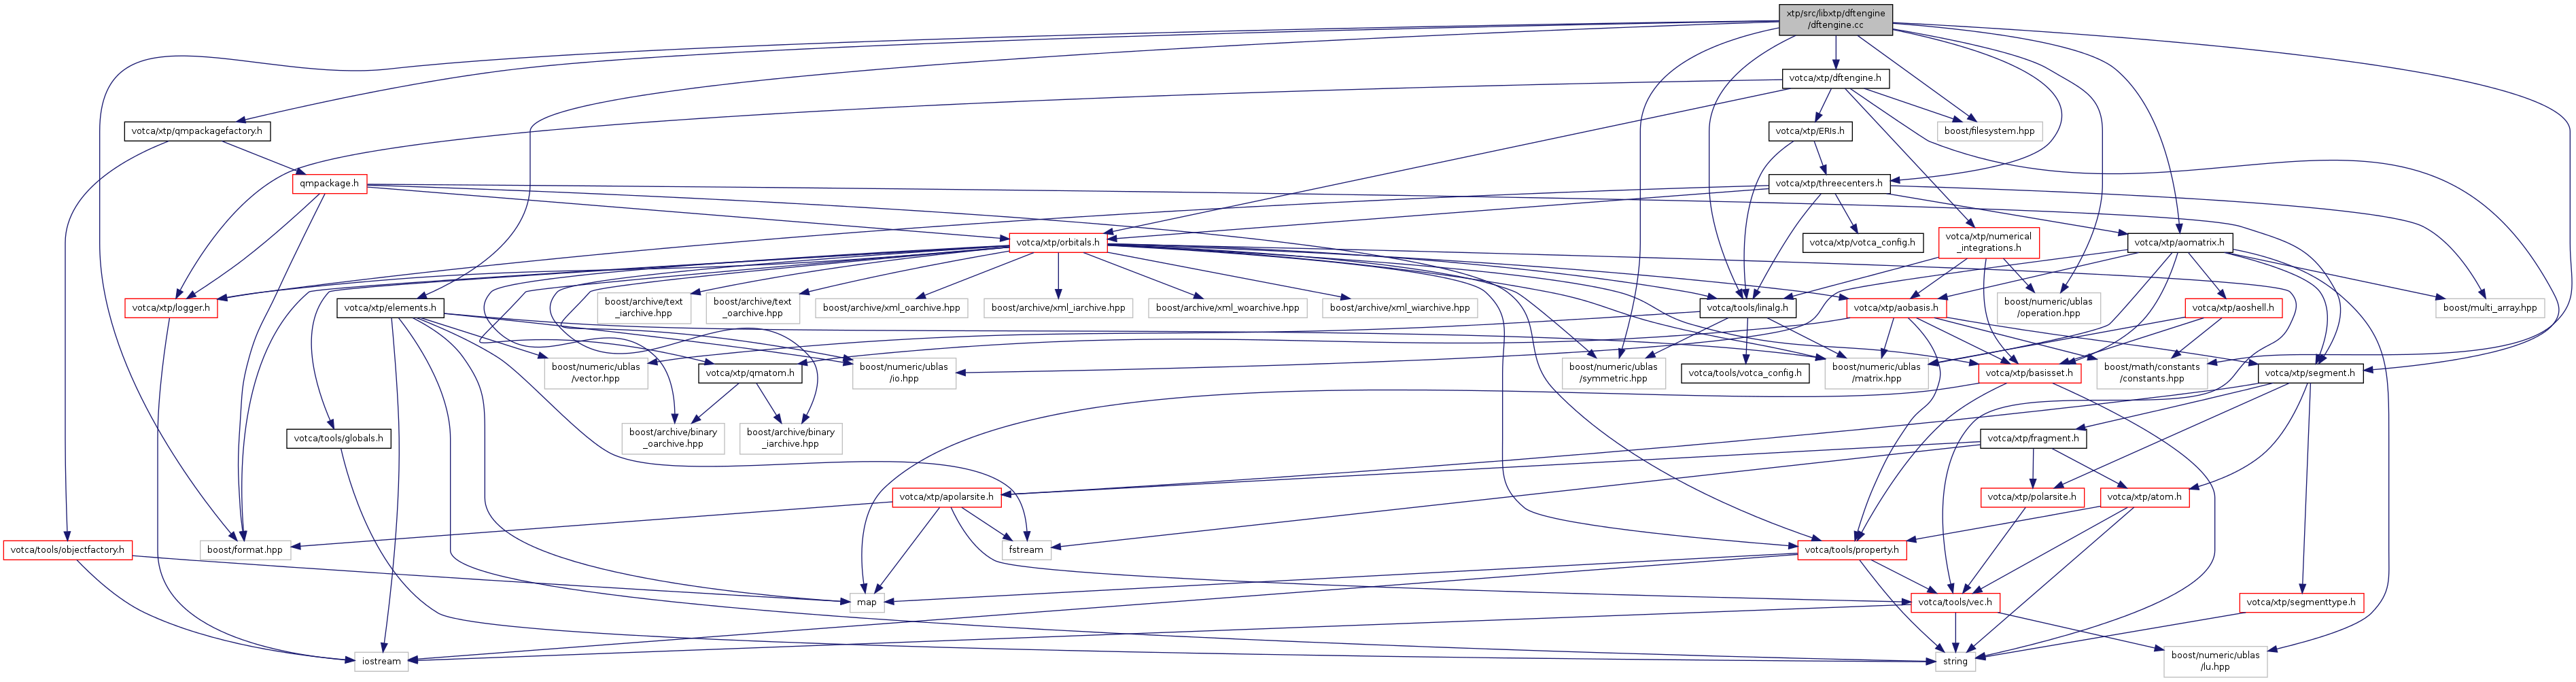 xtp/src/libxtp/dftengine
/dftengine.cc
votca/xtp/dftengine.h
votca/xtp/qmpackagefactory.h
votca/xtp/ERIs.h
boost/filesystem.hpp
qmpackage.h
votca/xtp/threecenters.h
votca/xtp/orbitals.h
votca/xtp/votca_config.h
votca/xtp/numerical
_integrations.h
votca/xtp/aomatrix.h
votca/xtp/logger.h
votca/xtp/elements.h
boost/archive/text
_iarchive.hpp
boost/archive/text
_oarchive.hpp
boost/archive/xml_oarchive.hpp
boost/archive/xml_iarchive.hpp
boost/archive/xml_woarchive.hpp
boost/archive/xml_wiarchive.hpp
votca/tools/linalg.h
votca/xtp/aobasis.h
boost/numeric/ublas
/operation.hpp
votca/xtp/aoshell.h
boost/multi_array.hpp
boost/numeric/ublas
/vector.hpp
votca/xtp/qmatom.h
boost/numeric/ublas
/io.hpp
boost/numeric/ublas
/symmetric.hpp
votca/tools/votca_config.h
boost/numeric/ublas
/matrix.hpp
votca/xtp/basisset.h
boost/math/constants
/constants.hpp
votca/xtp/segment.h
votca/tools/globals.h
boost/archive/binary
_oarchive.hpp
boost/archive/binary
_iarchive.hpp
votca/xtp/fragment.h
votca/xtp/apolarsite.h
votca/xtp/polarsite.h
votca/xtp/atom.h
votca/tools/objectfactory.h
boost/format.hpp
fstream
votca/tools/property.h
map
votca/tools/vec.h
votca/xtp/segmenttype.h
iostream
string
boost/numeric/ublas
/lu.hpp